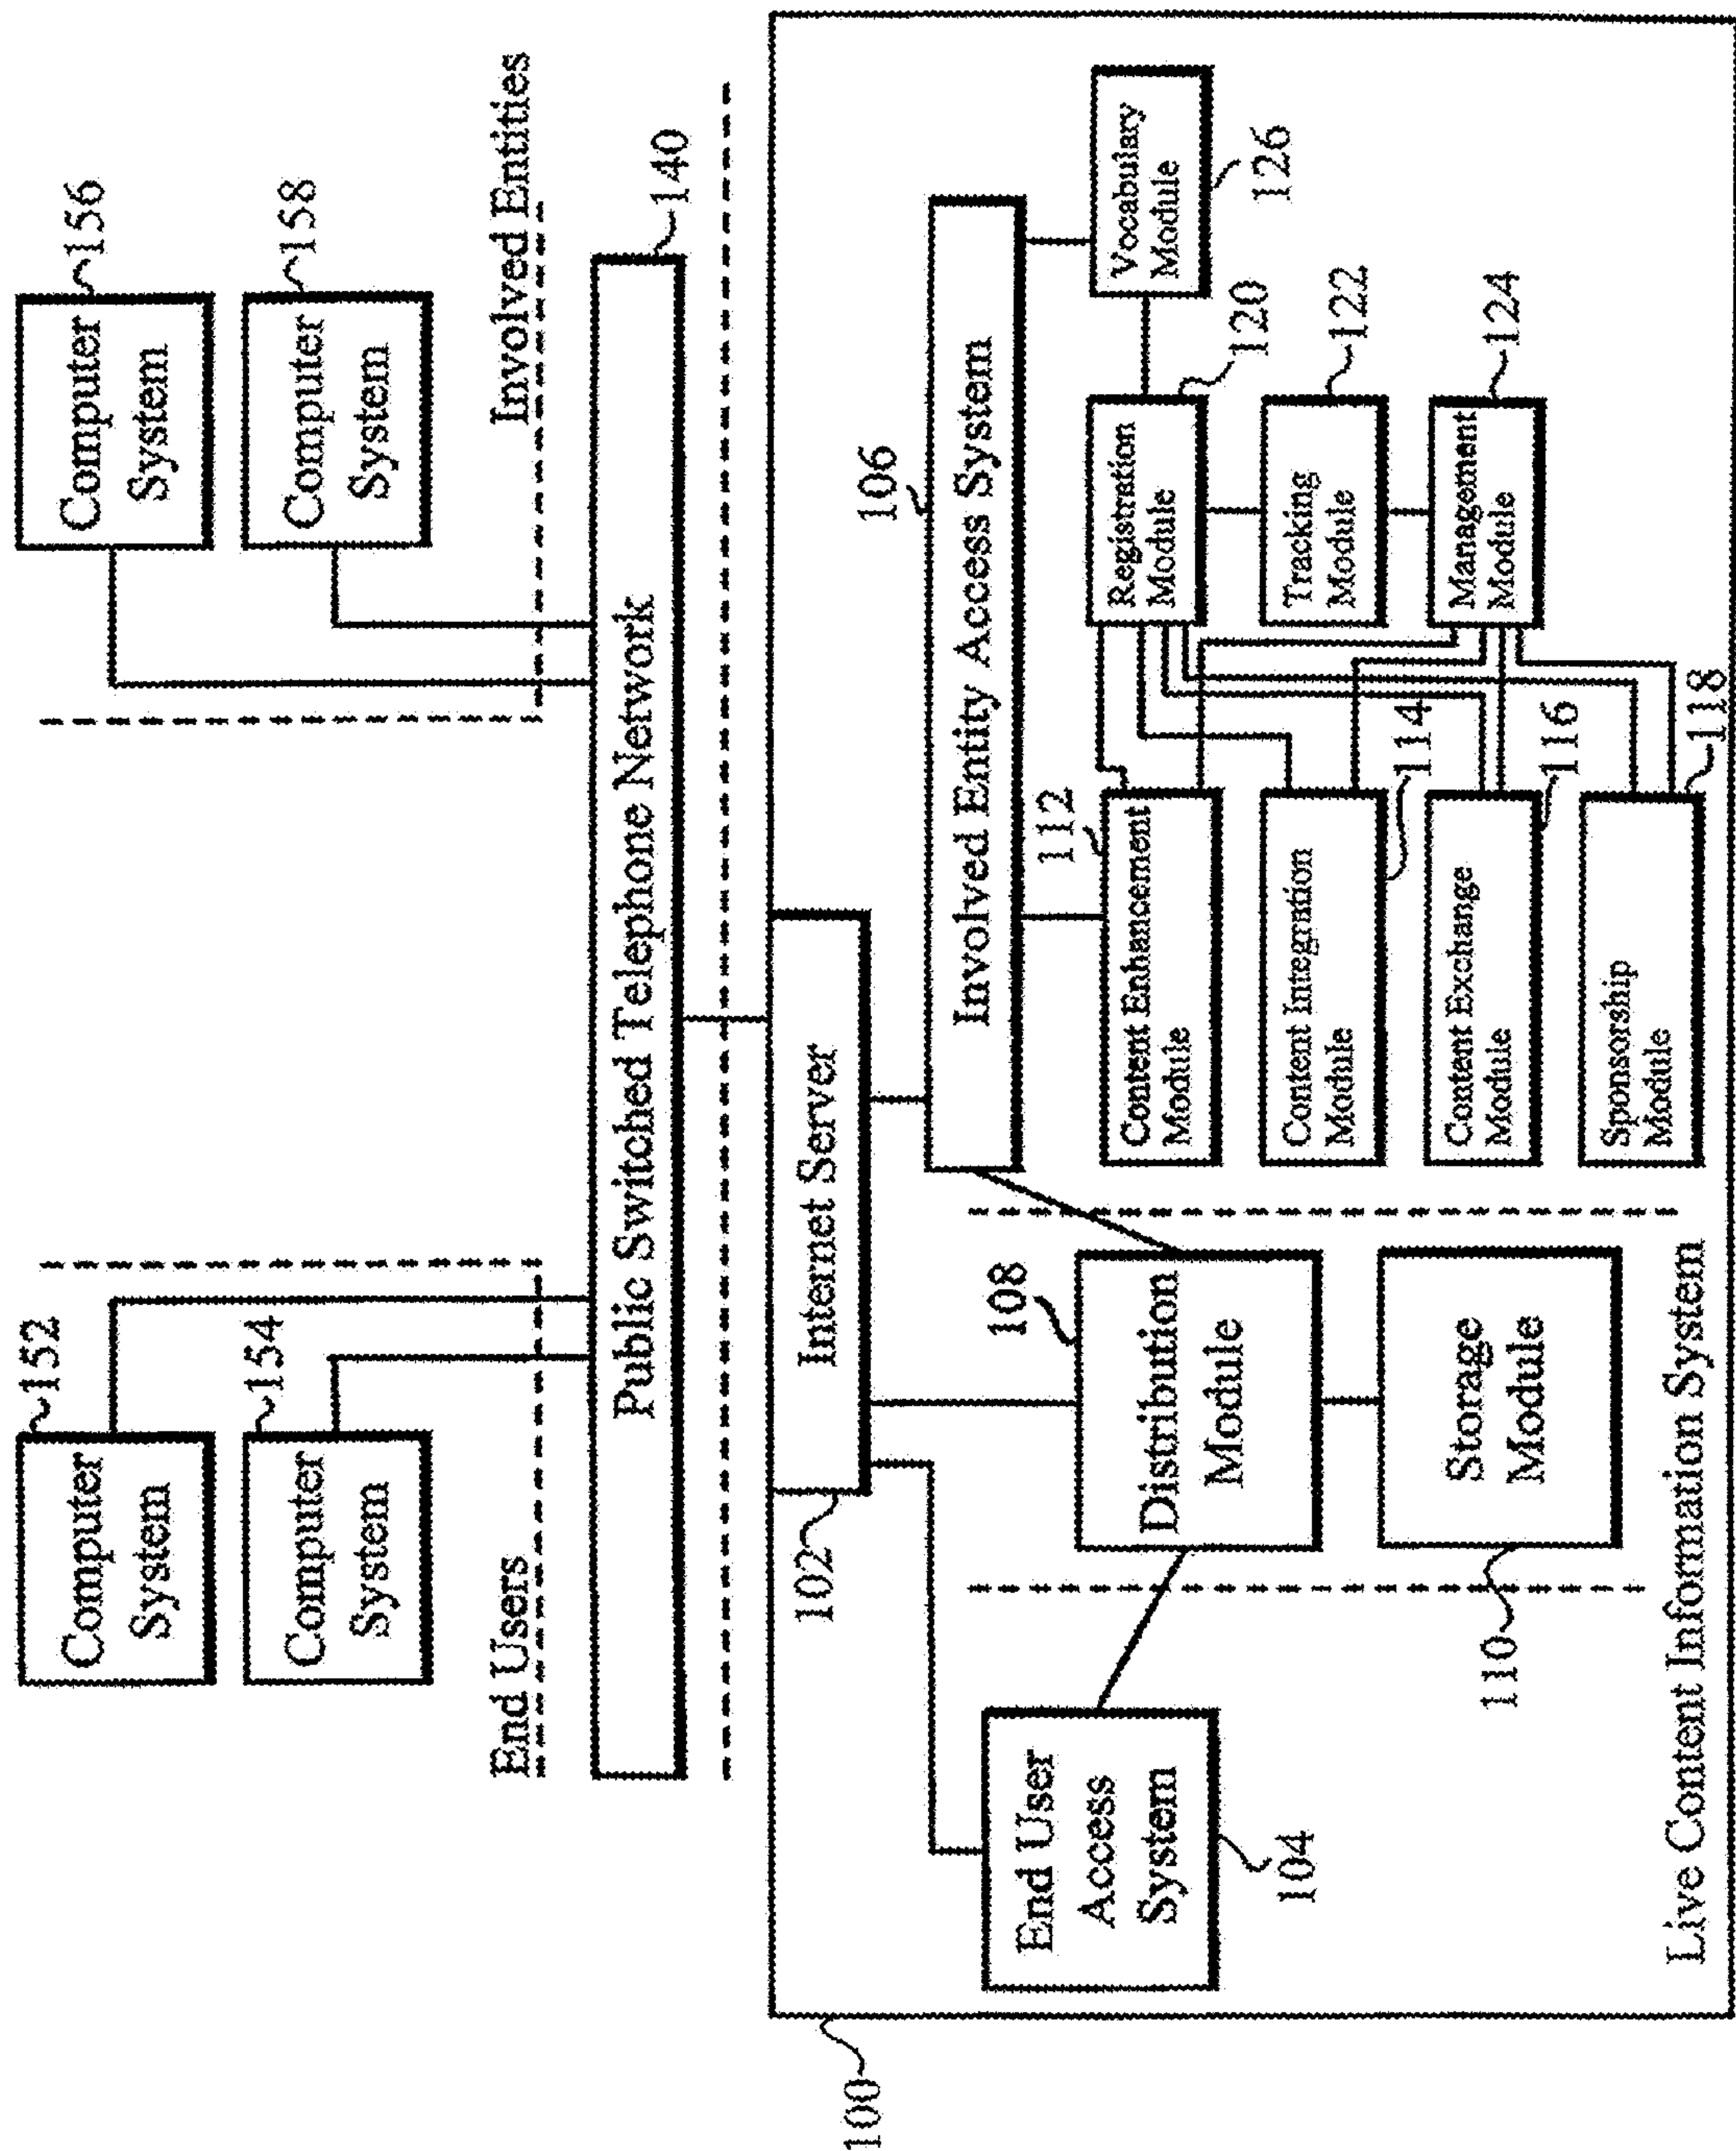 152
Computer
System
154
Computer
System
End Users
156
Computer
System
158
Computer
System
Involved Entities
Public Switched Telephone Network
140
100
Internet Server
102
106
Involved Entity Access System
End User
Access
System
104
108
Distribution
Module
Storage
Module
110
112
Content Enhancement
Module
Content Integration
Module
114
Content Exchange
Module
116
Sponsorship
Module
118
Registration
Module
120
Tracking
Module
122
Management
Module
124
Vocabulary
Module
126
Live Content Information System